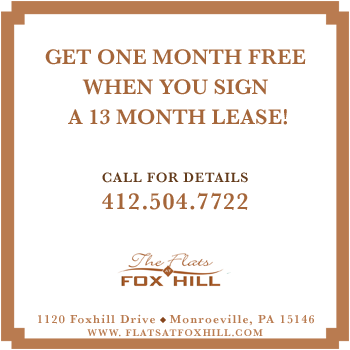 GET ONE MONTH FREE
WHEN YOU SIGN
A 13 MONTH LEASE!
CALL FOR DETAILS
412.504.7722
The Flats
AT
FOX HILL
1120 Foxhill Drive ◆ Monroeville, PA 15146
WWW. FLATSATFOXHILL.COM